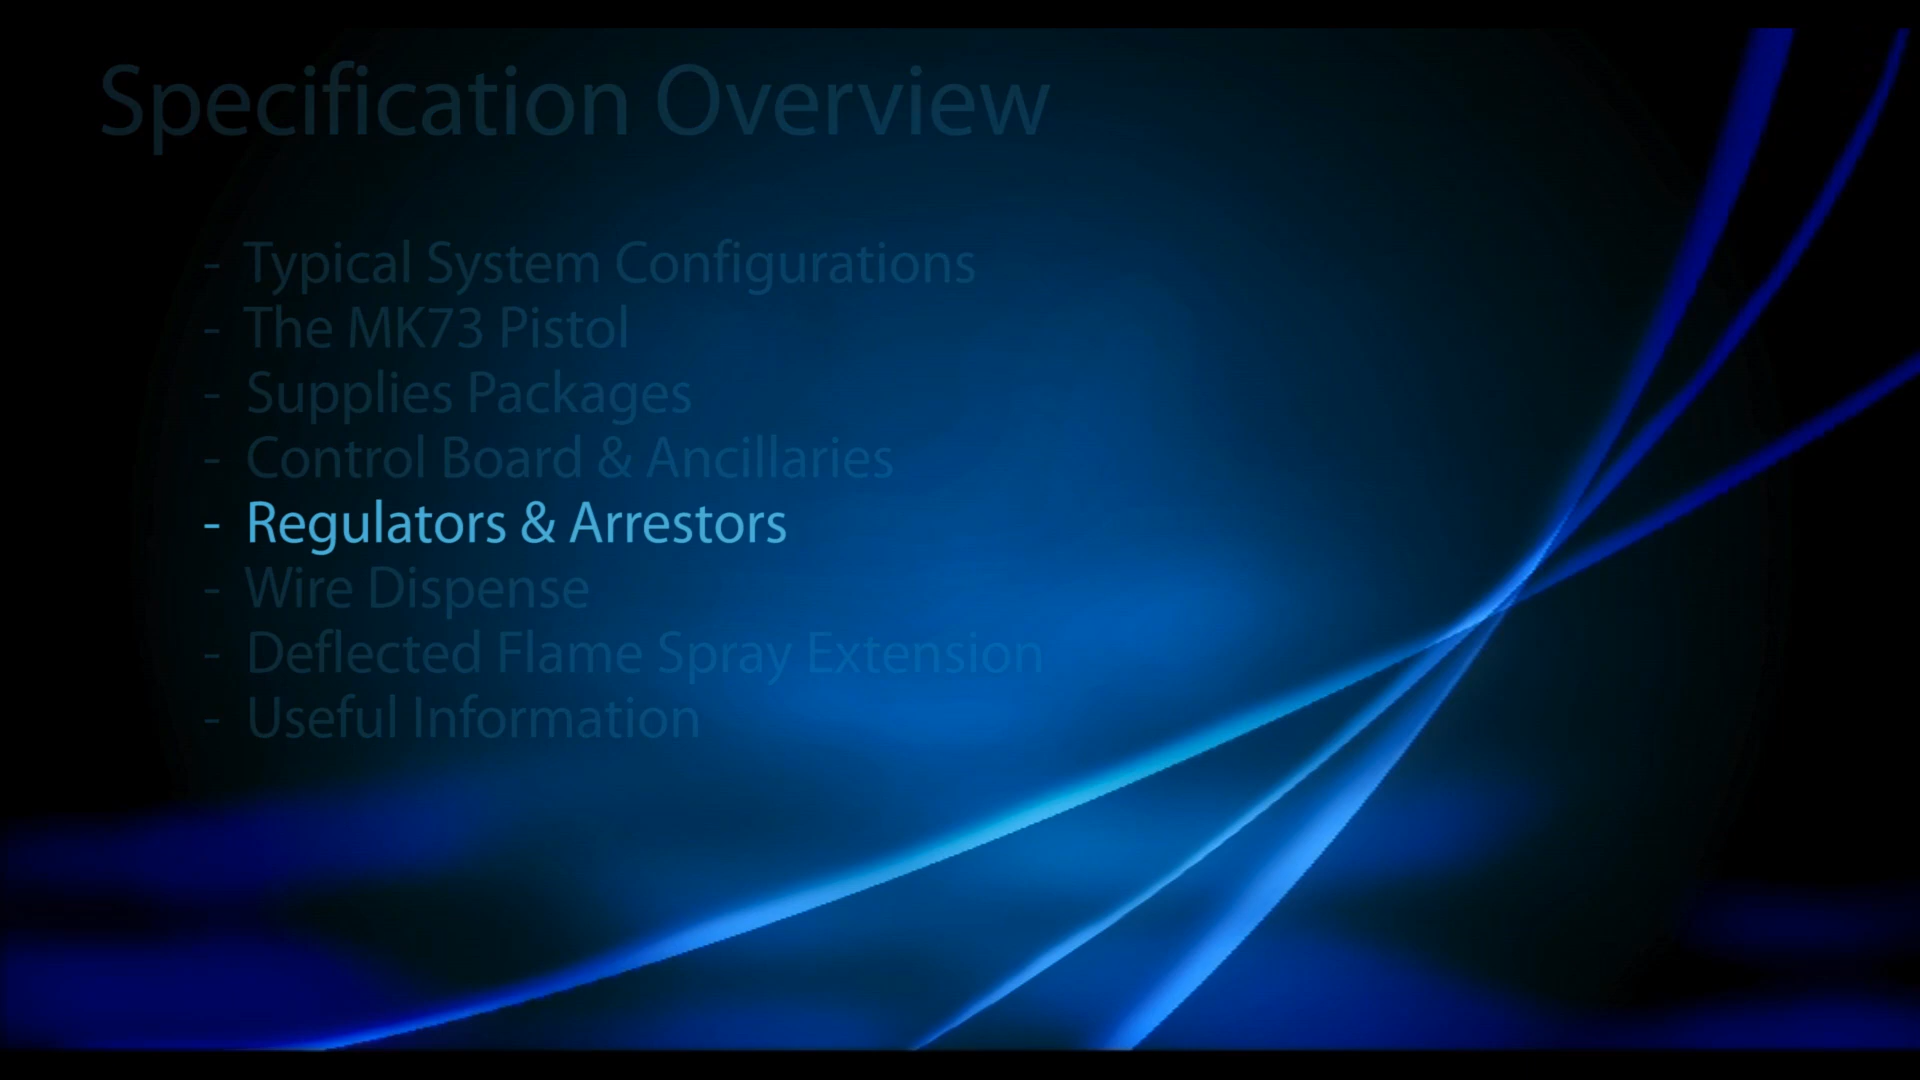 Specification Overview
- Typical System Configurations
- The MK73 Pistol
- Supplies Packages
- Control Board & Ancillaries
- Regulators & Arrestors
- Wire Dispense
- Deflected Flame Spray Extension
- Useful Information